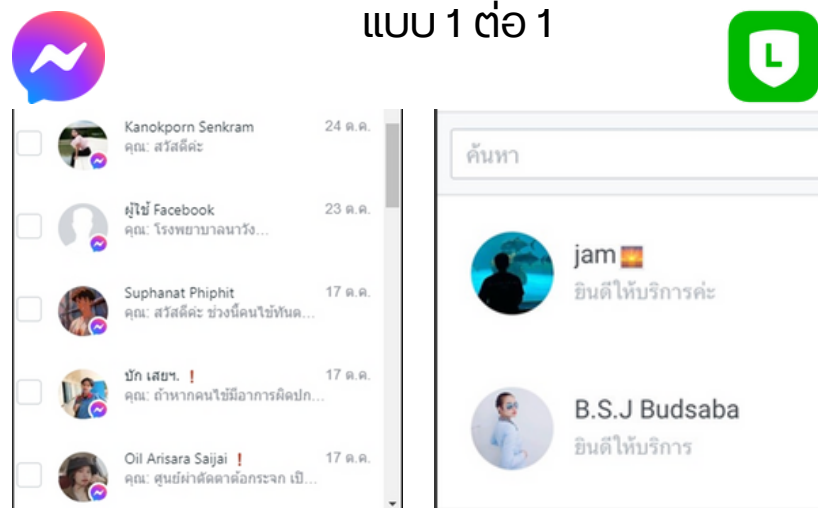 แบบ 1 ต่อ 1
L
Kanokporn Senkram 24 ต.ค.
คุณ: สวัสดีค่ะ
ผู้ใช้ Facebook 23 ต.ค.
คุณ: โรงพยาบาลนาวัง...
Suphanat Phiphit 17 ต.ค.
คุณ: สวัสดีค่ะ ช่วงนี้คนไข้ทันต...
บัก เสยฯ. ❗ 17 ต.ค.
คุณ: ถ้าหากคนไข้มีอาการผิดปก...
Oil Arisara Saijai ❗ 17 ต.ค.
คุณ: ศูนย์ผ่าตัดตาต้อกระจก เปิ...
ค้นหา
jam
ยินดีให้บริการค่ะ
B.S.J Budsaba
ยินดีให้บริการ